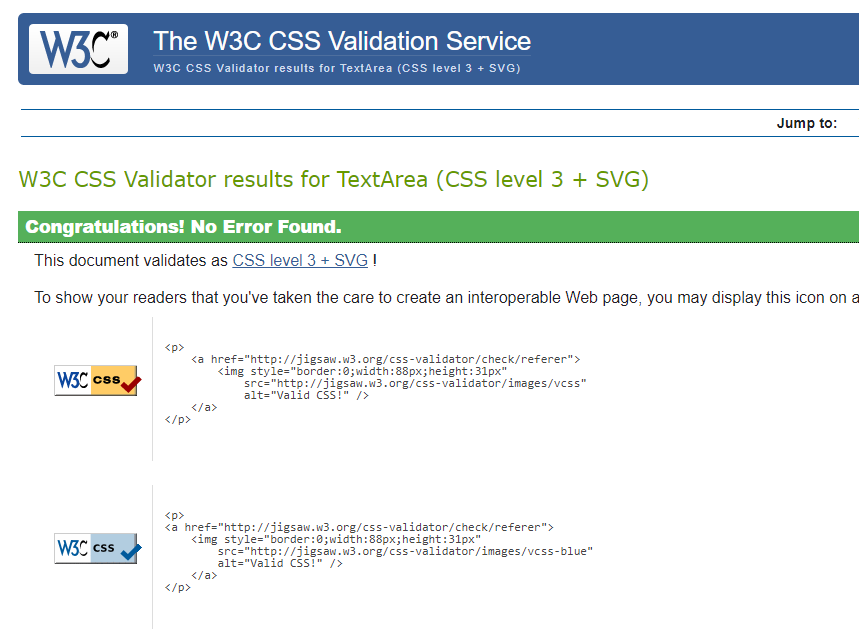 W3C®
The W3C CSS Validation Service
W3C CSS Validator results for TextArea (CSS level 3 + SVG)
Jump to:
W3C CSS Validator results for TextArea (CSS level 3 + SVG)
Congratulations! No Error Found.
This document validates as CSS level 3 + SVG !
To show your readers that you've taken the care to create an interoperable Web page, you may display this icon on a
W3C css
<p>
<a href="http://jigsaw.w3.org/css-validator/check/referer">
<img style="border:0;width:88px;height:31px"
src="http://jigsaw.w3.org/css-validator/images/vcss"
alt="Valid CSS!" />
</a>
</p>
W3C css
<p>
<a href="http://jigsaw.w3.org/css-validator/check/referer">
<img style="border:0;width:88px;height:31px"
src="http://jigsaw.w3.org/css-validator/images/vcss-blue"
alt="Valid CSS!" />
</a>
</p>